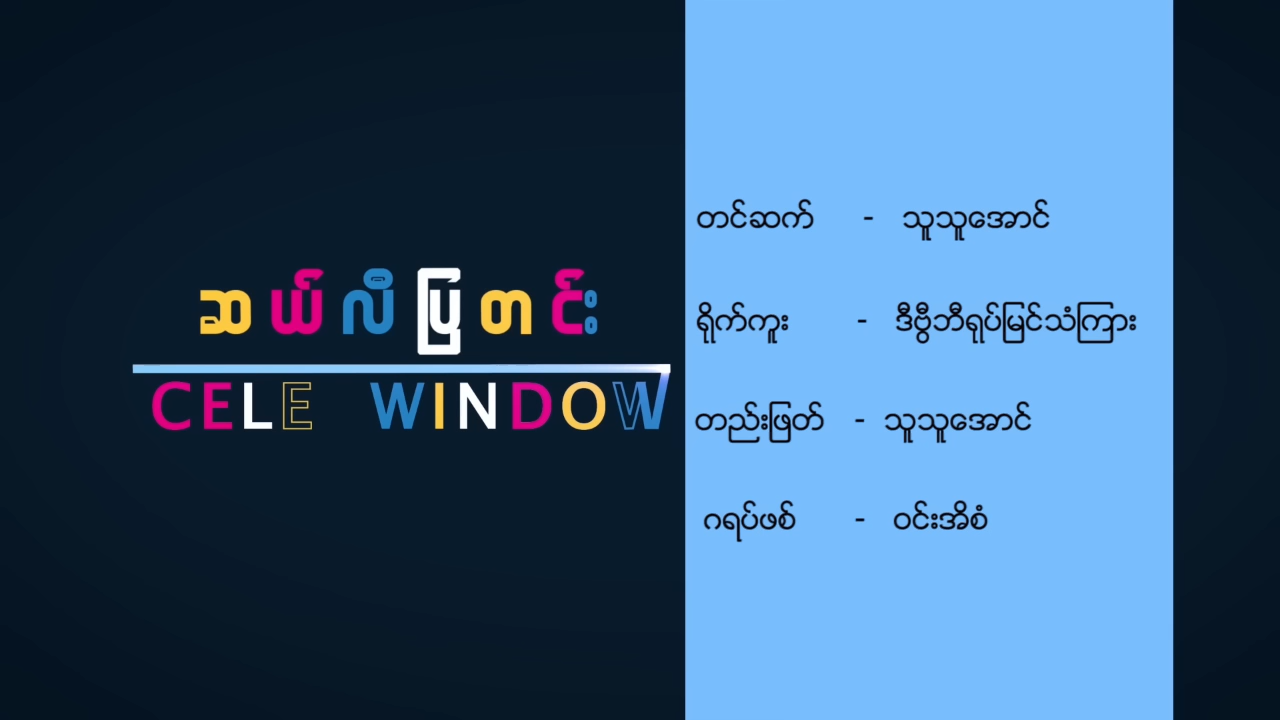 ဆယ်လီပြတင်း
CELE WINDOW
တင်ဆက် - သူသူအောင်
ရိုက်ကူး - ဒီဗွီဘီရုပ်မြင်သံကြား
တည်းဖြတ် - သူသူအောင်
ဂရပ်ဖစ် - ဝင်းအိစံ